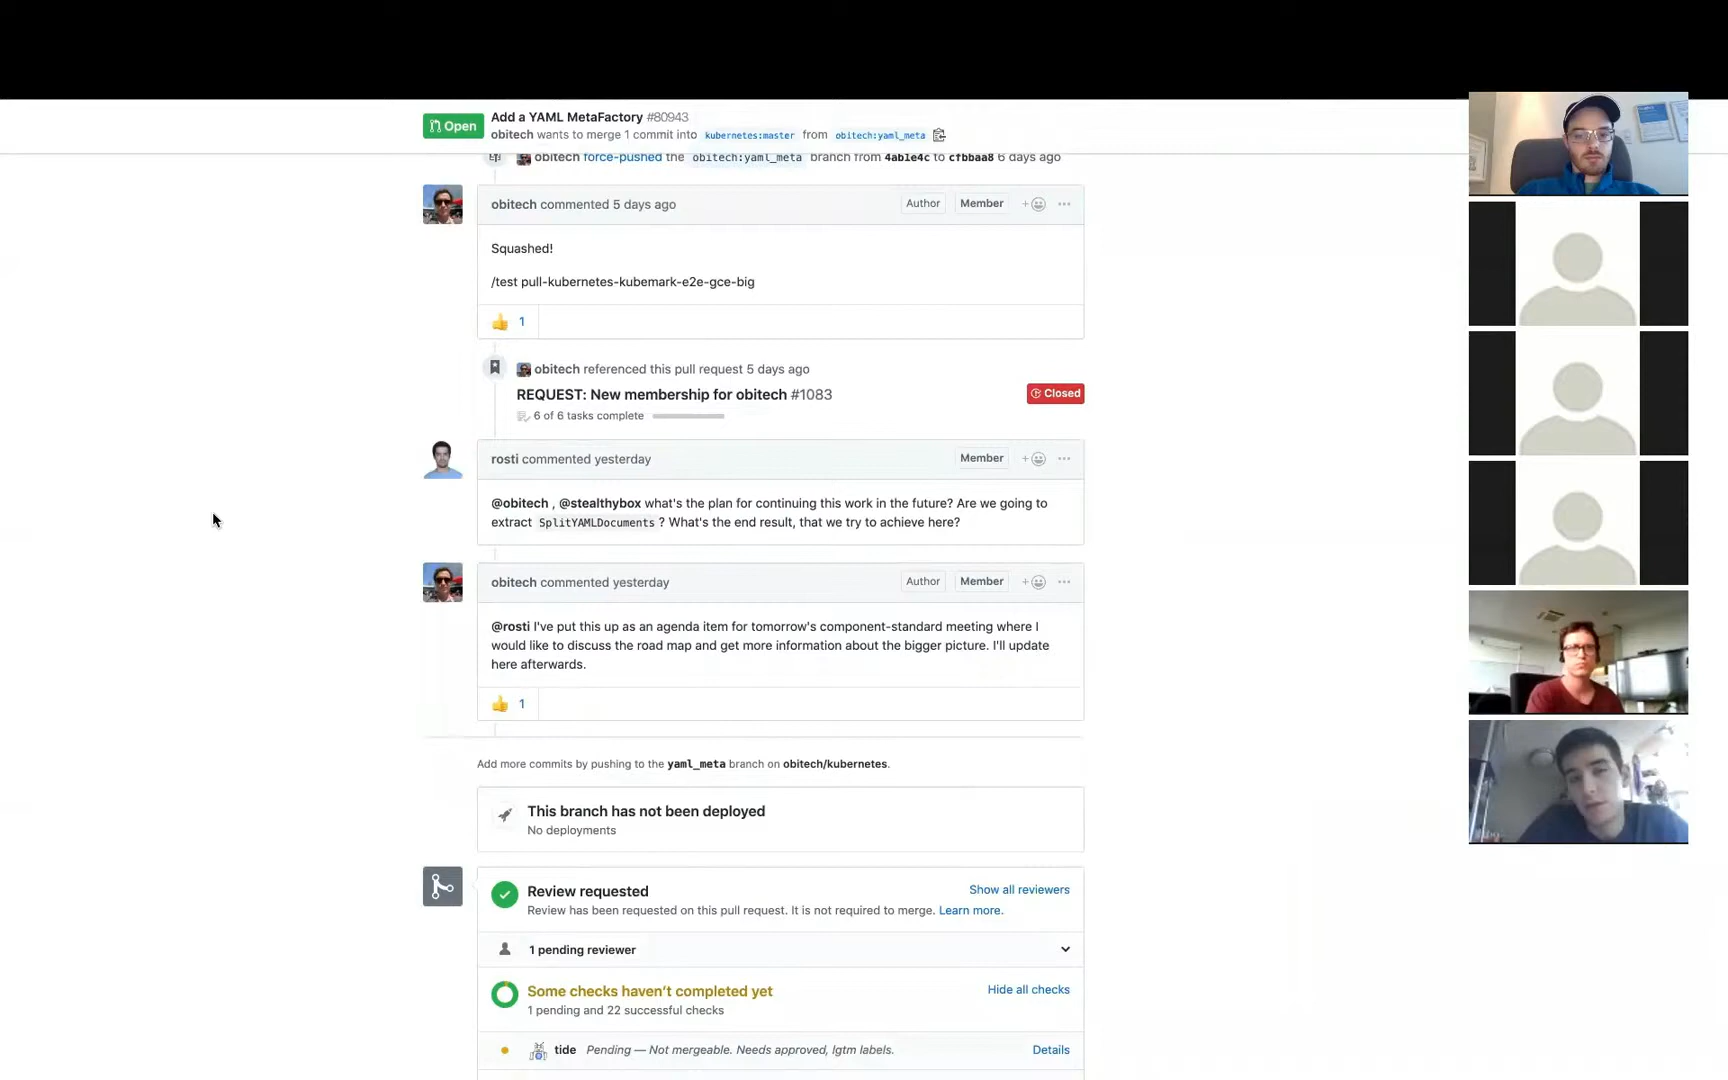 Open
Add a YAML MetaFactory #80943
obitech wants to merge 1 commit into kubernetes:master from obitech:yaml_meta
obitech force-pushed the obitech:yaml_meta branch from 4ab1e4c to cfbbaa8 6 days ago
obitech commented 5 days ago Author Member
Squashed!
/test pull-kubernetes-kubemark-e2e-gce-big
1
obitech referenced this pull request 5 days ago
REQUEST: New membership for obitech #1083 Closed
6 of 6 tasks complete
rosti commented yesterday Member
@obitech , @stealthybox what's the plan for continuing this work in the future? Are we going to
extract SplitYAMLDocuments ? What's the end result, that we try to achieve here?
obitech commented yesterday Author Member
@rosti I've put this up as an agenda item for tomorrow's component-standard meeting where I
would like to discuss the road map and get more information about the bigger picture. I'll update
here afterwards.
1
Add more commits by pushing to the yaml_meta branch on obitech/kubernetes.
This branch has not been deployed
No deployments
Review requested Show all reviewers
Review has been requested on this pull request. It is not required to merge. Learn more.
1 pending reviewer
Some checks haven't completed yet Hide all checks
1 pending and 22 successful checks
tide Pending — Not mergeable. Needs approved, lgtm labels. Details